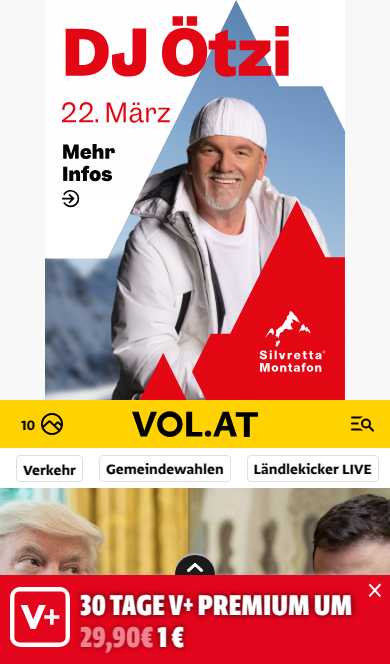 DJ Ötzi
22. März
Mehr
Infos
Silvretta
Montafon
10
VOL.AT
Verkehr
Gemeindewahlen
Ländlekicker LIVE
V+
30 TAGE V+ PREMIUM UM
29,90€ 1 €